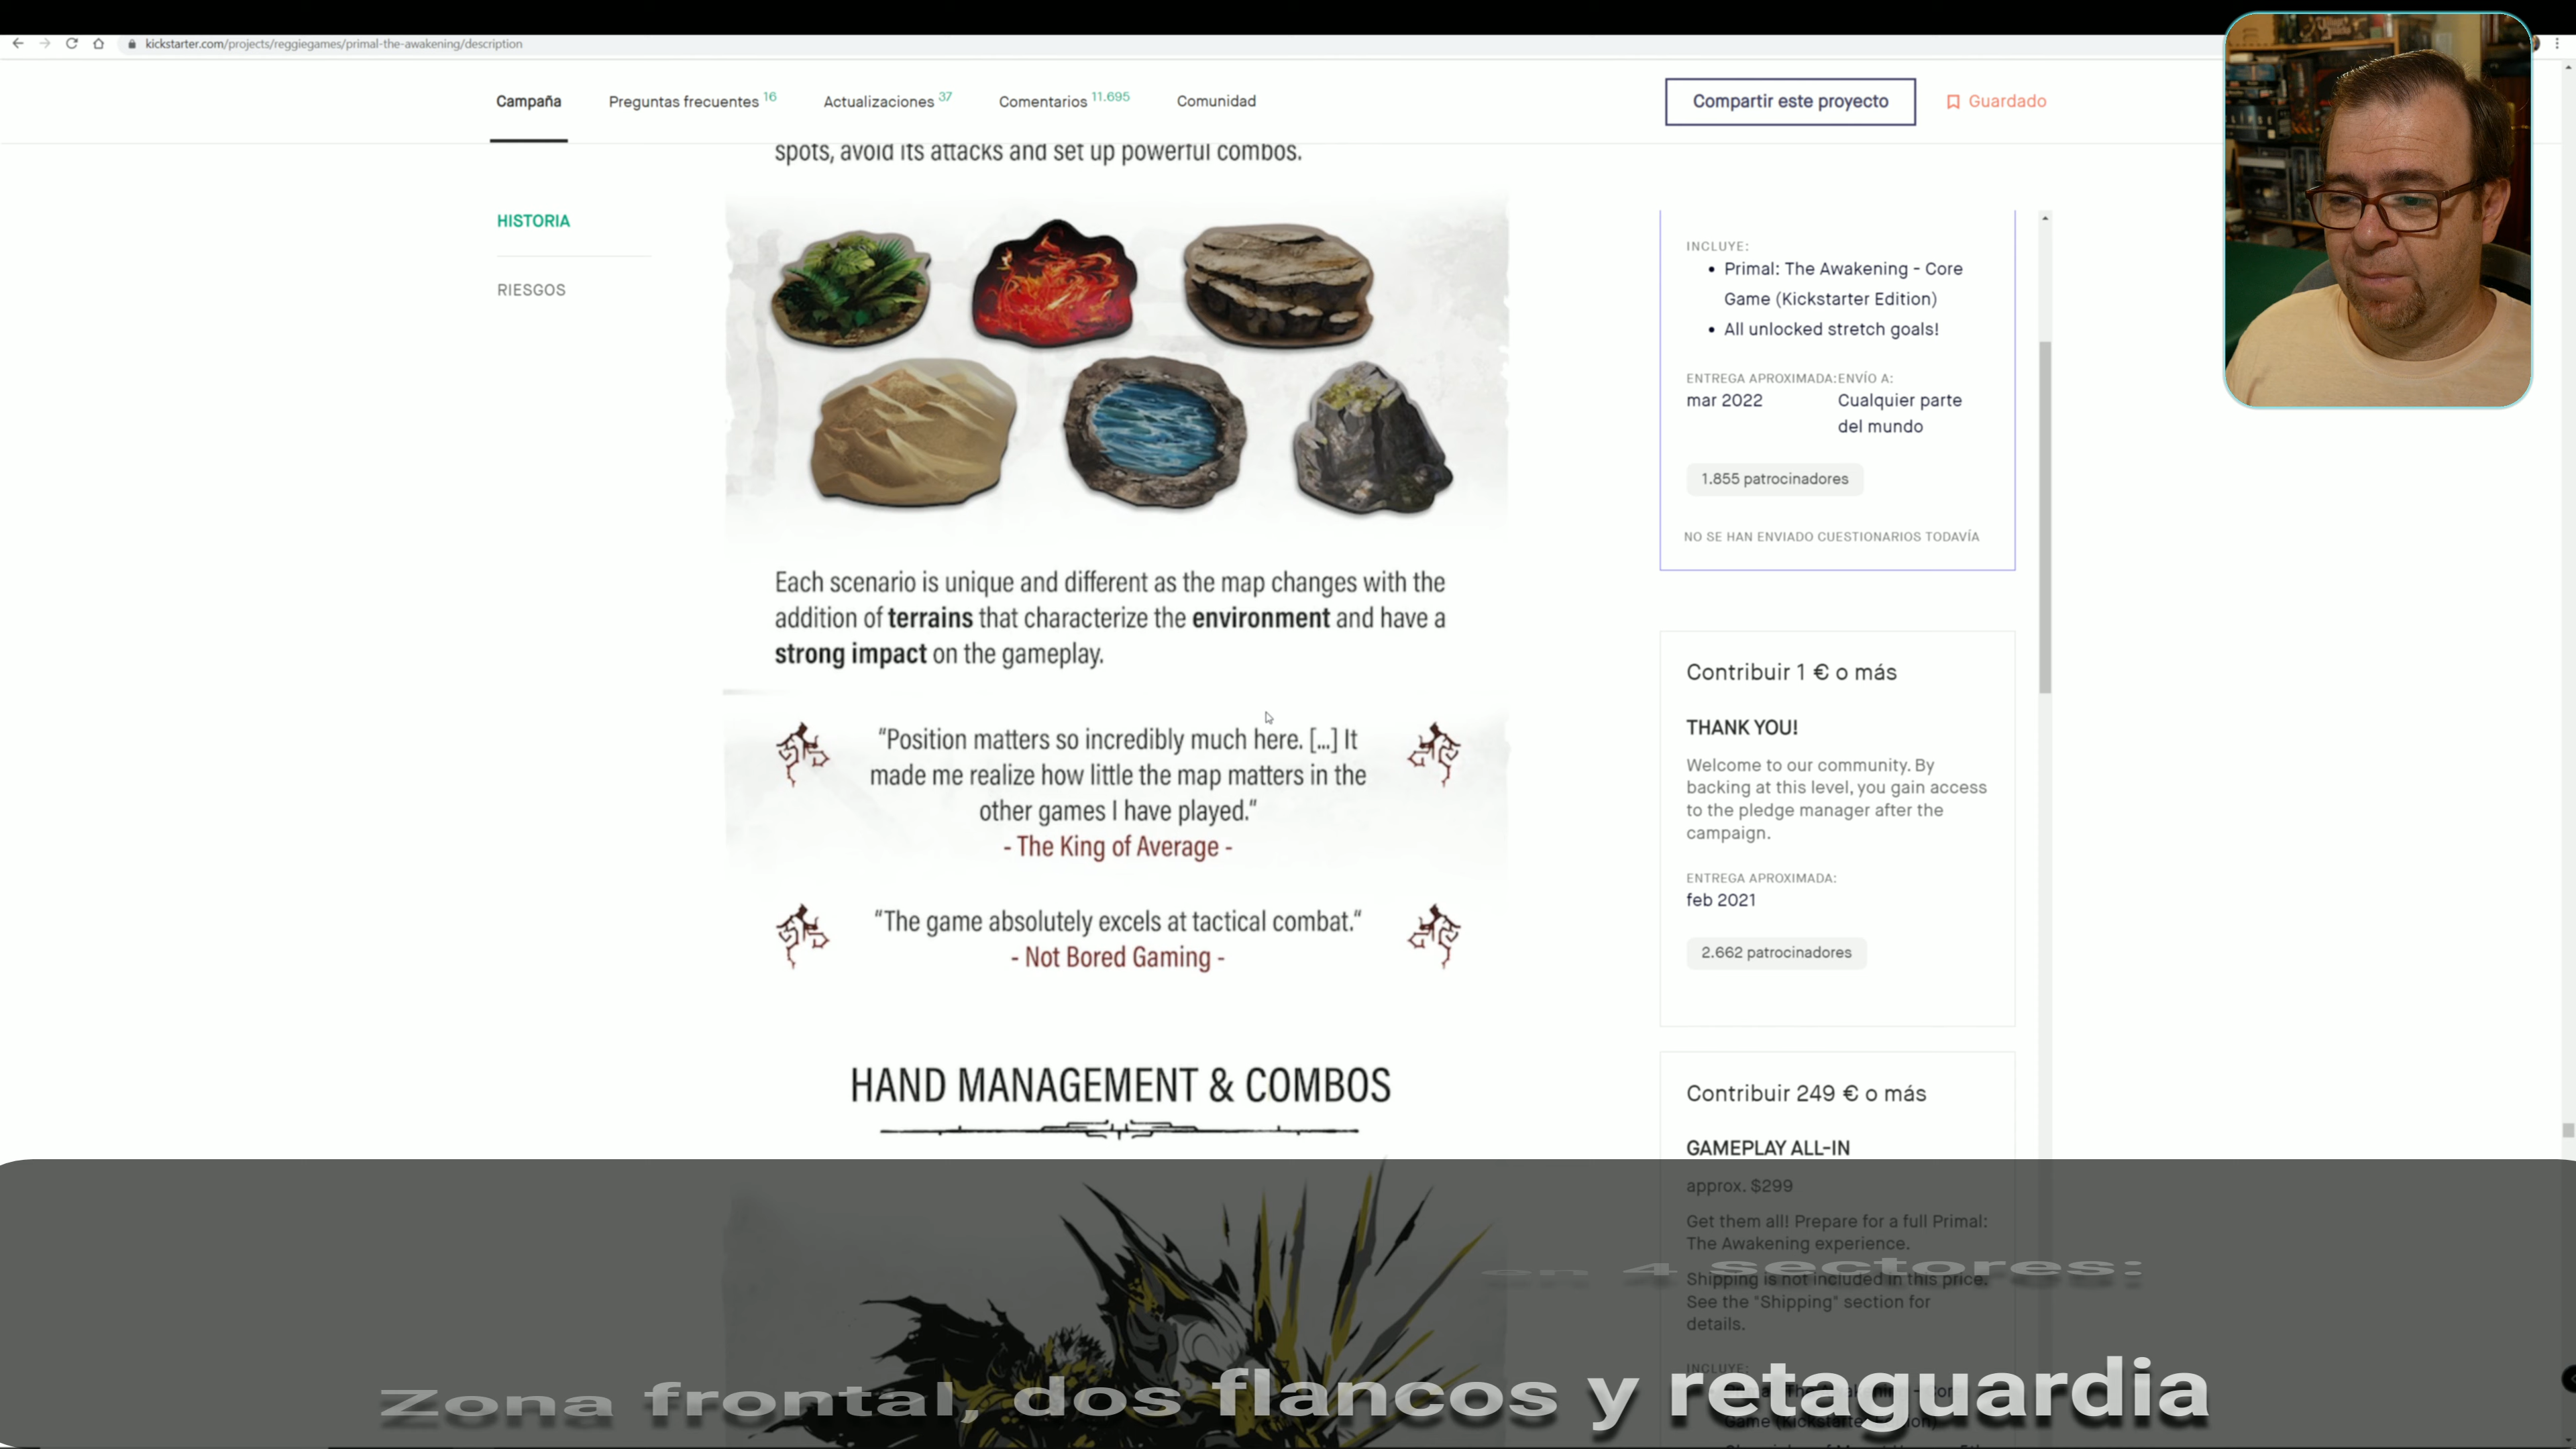 kickstarter.com/projects/reggiegames/primal-the-awakening/description
Campaña
Preguntas frecuentes 16
Actualizaciones 37
Comentarios 11.695
Comunidad
Compartir este proyecto
Guardado
HISTORIA
RIESGOS
spots, avoid its attacks and set up powerful combos.
Each scenario is unique and different as the map changes with the
addition of terrains that characterize the environment and have a
strong impact on the gameplay.
"Position matters so incredibly much here. [...] It
made me realize how little the map matters in the
other games I have played."
- The King of Average -
"The game absolutely excels at tactical combat."
- Not Bored Gaming -
HAND MANAGEMENT & COMBOS
INCLUYE:
• Primal: The Awakening - Core
Game (Kickstarter Edition)
• All unlocked stretch goals!
ENTREGA APROXIMADA:
mar 2022
ENVÍO A:
Cualquier parte
del mundo
1.855 patrocinadores
NO SE HAN ENVIADO CUESTIONARIOS TODAVÍA
Contribuir 1 € o más
THANK YOU!
Welcome to our community. By
backing at this level, you gain access
to the pledge manager after the
campaign.
ENTREGA APROXIMADA:
feb 2021
2.662 patrocinadores
Contribuir 249 € o más
GAMEPLAY ALL-IN
approx. $299
Get them all! Prepare for a full Primal:
The Awakening experience.
Shipping is not included in this price.
See the "Shipping" section for
details.
INCLUYE:
Game (Kickstarter Edition)
en 4 sectores:
Zona frontal, dos flancos y retaguardia